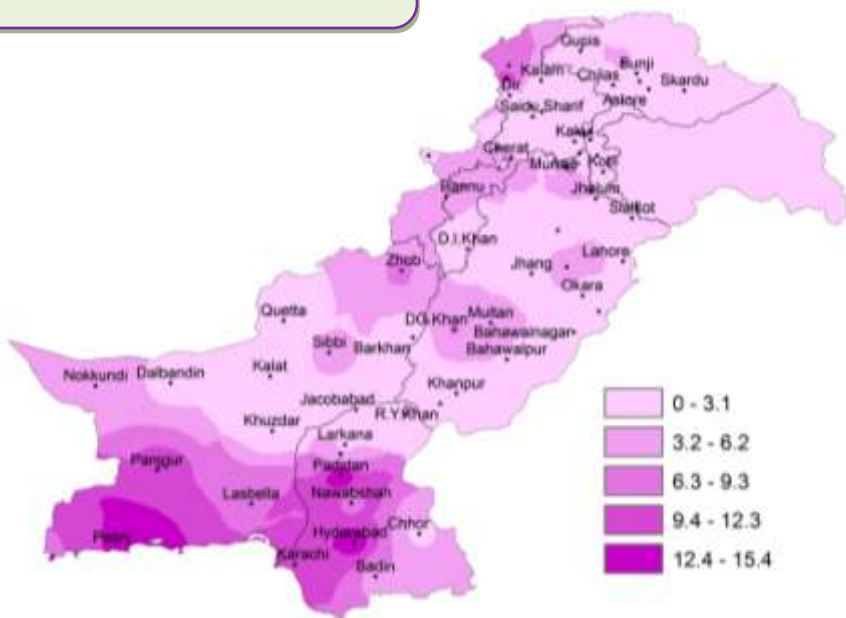 Gupis
Bunji
Kalam
Chilas
Skardu
Dir
Astore
Saidu Sharif
Kakul
Cherat
Kotli
Bannu
Jhelum
Sialkot
D.I.Khan
Lahore
Zhob
Jhang
Okara
Quetta
DG.Khan
Multan
Sibbi
Barkhan
Bahawalnagar
Bahawalpur
Nokkundi
Dalbandin
Kalat
Khanpur
Jacobabad
R.Y.Khan
Khuzdar
Larkana
Panjgur
Padidan
Lasbella
Nawabshah
Hyderabad
Chhor
Karachi
Badin
0 - 3.1
3.2 - 6.2
6.3 - 9.3
9.4 - 12.3
12.4 - 15.4